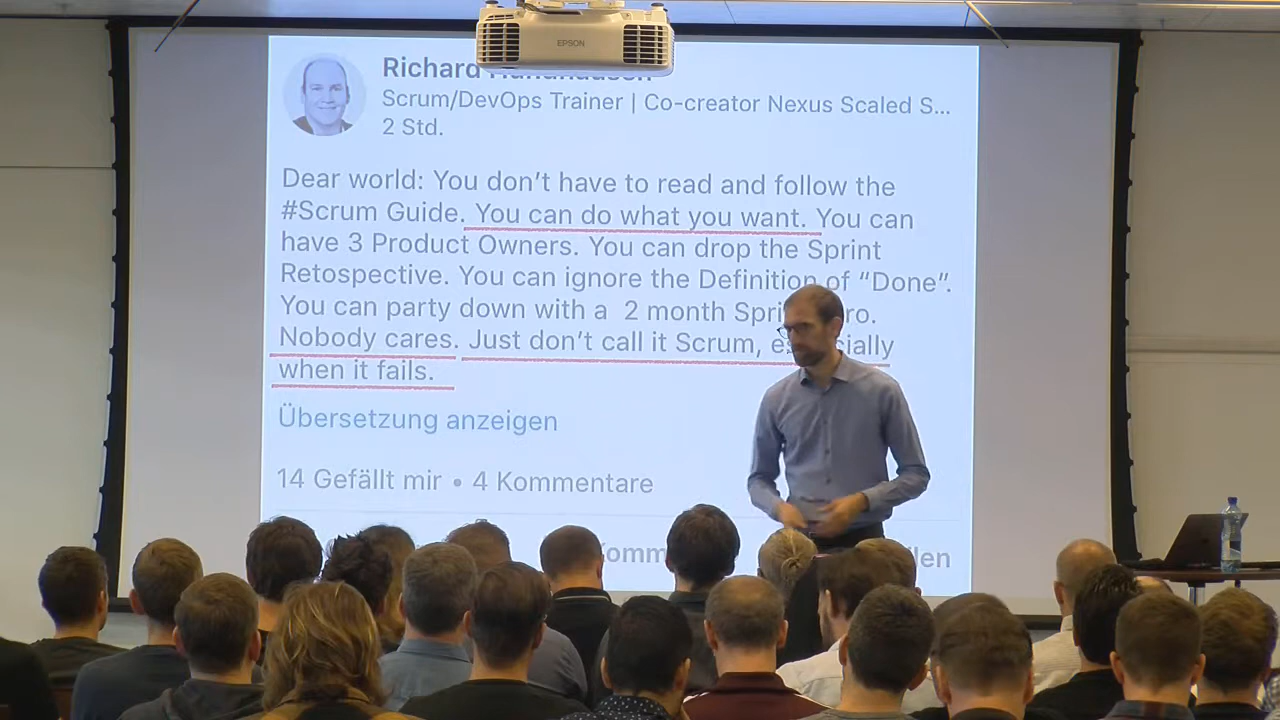 EPSON
Richard
Scrum/DevOps Trainer | Co-creator Nexus Scaled S...
2 Std.
Dear world: You don't have to read and follow the
#Scrum Guide. You can do what you want. You can
have 3 Product Owners. You can drop the Sprint
Retospective. You can ignore the Definition of “Done”.
You can party down with a 2 month
Nobody cares. Just don't call it Scrum, especially
when it fails.
Übersetzung anzeigen
14 Gefällt mir • 4 Kommentare